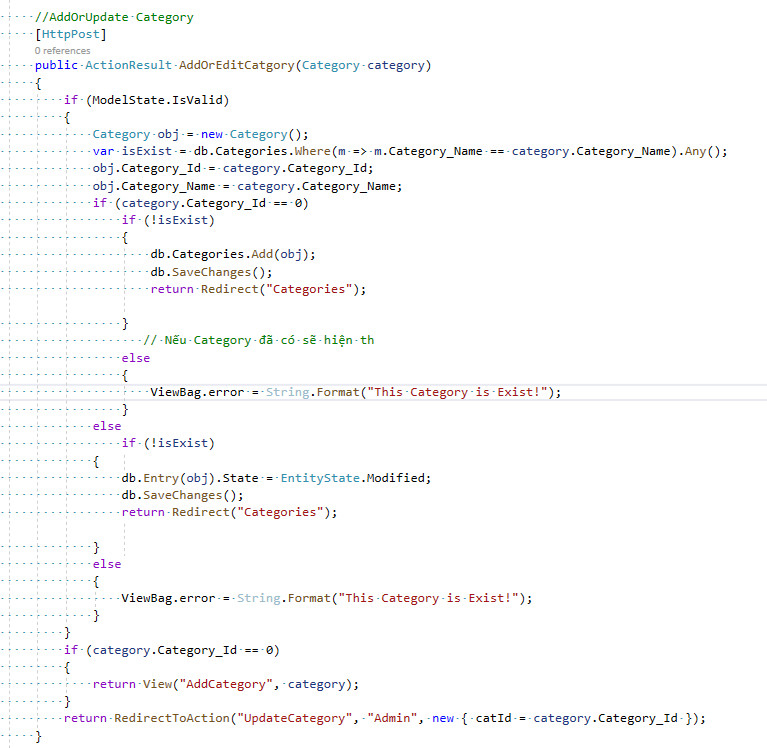 //AddOrUpdate Category
[HttpPost]
0 references
public ActionResult AddOrEditCatgory(Category category)
{
if (ModelState.IsValid)
{
Category obj = new Category();
var isExist = db.Categories.Where(m => m.Category_Name == category.Category_Name).Any();
obj.Category_Id = category.Category_Id;
obj.Category_Name = category.Category_Name;
if (category.Category_Id == 0)
if (!isExist)
{
db.Categories.Add(obj);
db.SaveChanges();
return Redirect("Categories");
}
// Nếu Category đã có sẽ hiện th
else
{
ViewBag.error = String.Format("This Category is Exist!");
}
else
if (!isExist)
{
db.Entry(obj).State = EntityState.Modified;
db.SaveChanges();
return Redirect("Categories");
}
else
{
ViewBag.error = String.Format("This Category is Exist!");
}
}
if (category.Category_Id == 0)
{
return View("AddCategory", category);
}
return RedirectToAction("UpdateCategory", "Admin", new { catId = category.Category_Id });
}